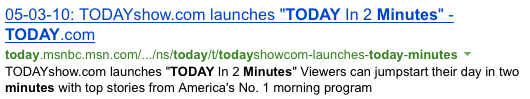 05-03-10: TODAYshow.com launches "TODAY In 2 Minutes" -
TODAY.com
today.msnbc.msn.com/.../ns/today/t/todayshowcom-launches-today-minutes
TODAYshow.com launches "TODAY In 2 Minutes" Viewers can jumpstart their day in two
minutes with top stories from America's No. 1 morning program